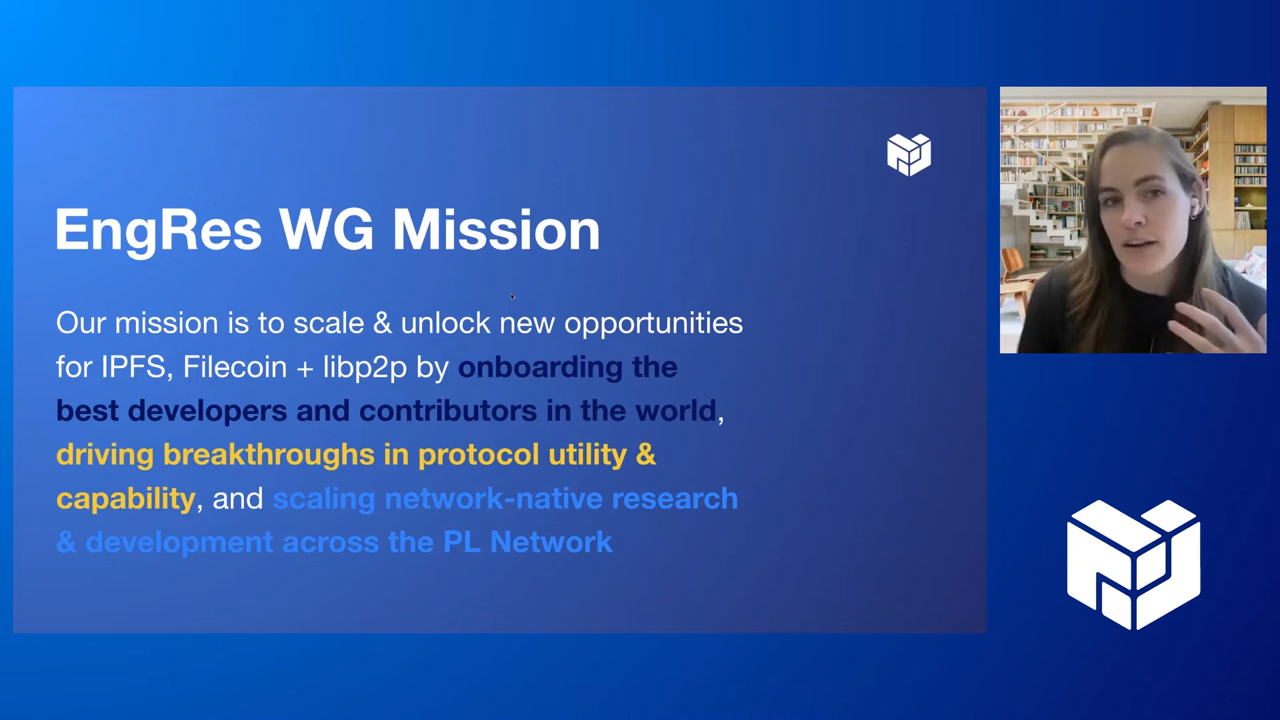 EngRes WG Mission
Our mission is to scale & unlock new opportunities
for IPFS, Filecoin + libp2p by onboarding the
best developers and contributors in the world,
driving breakthroughs in protocol utility &
capability, and scaling network-native research
& development across the PL Network